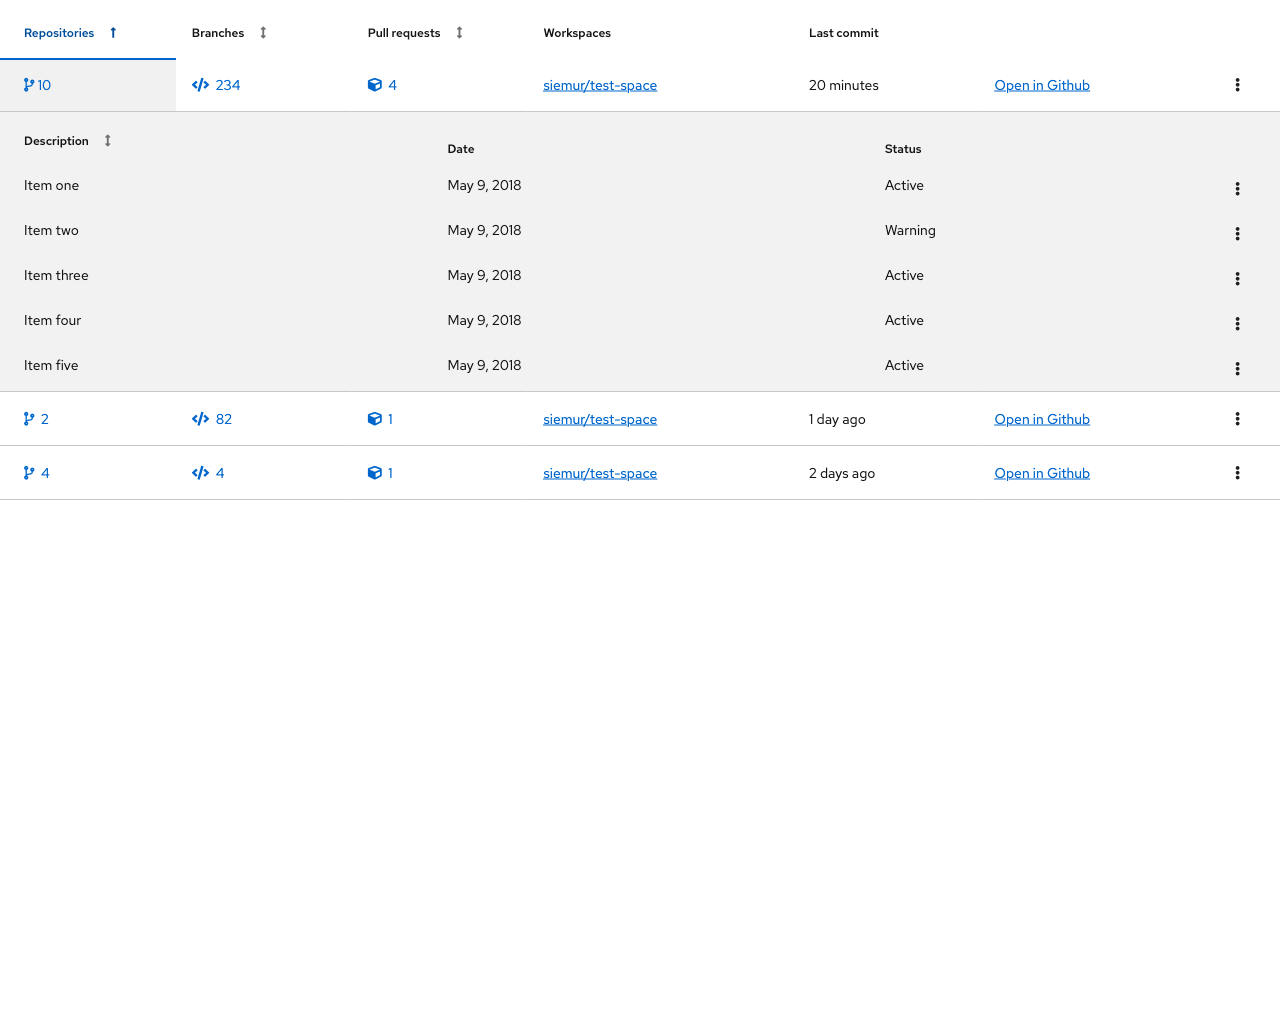 Repositories Branches Pull requests Workspaces Last commit
10 234 4 siemur/test-space 20 minutes Open in Github
Description Date Status
Item one May 9, 2018 Active
Item two May 9, 2018 Warning
Item three May 9, 2018 Active
Item four May 9, 2018 Active
Item five May 9, 2018 Active
2 82 1 siemur/test-space 1 day ago Open in Github
4 4 1 siemur/test-space 2 days ago Open in Github